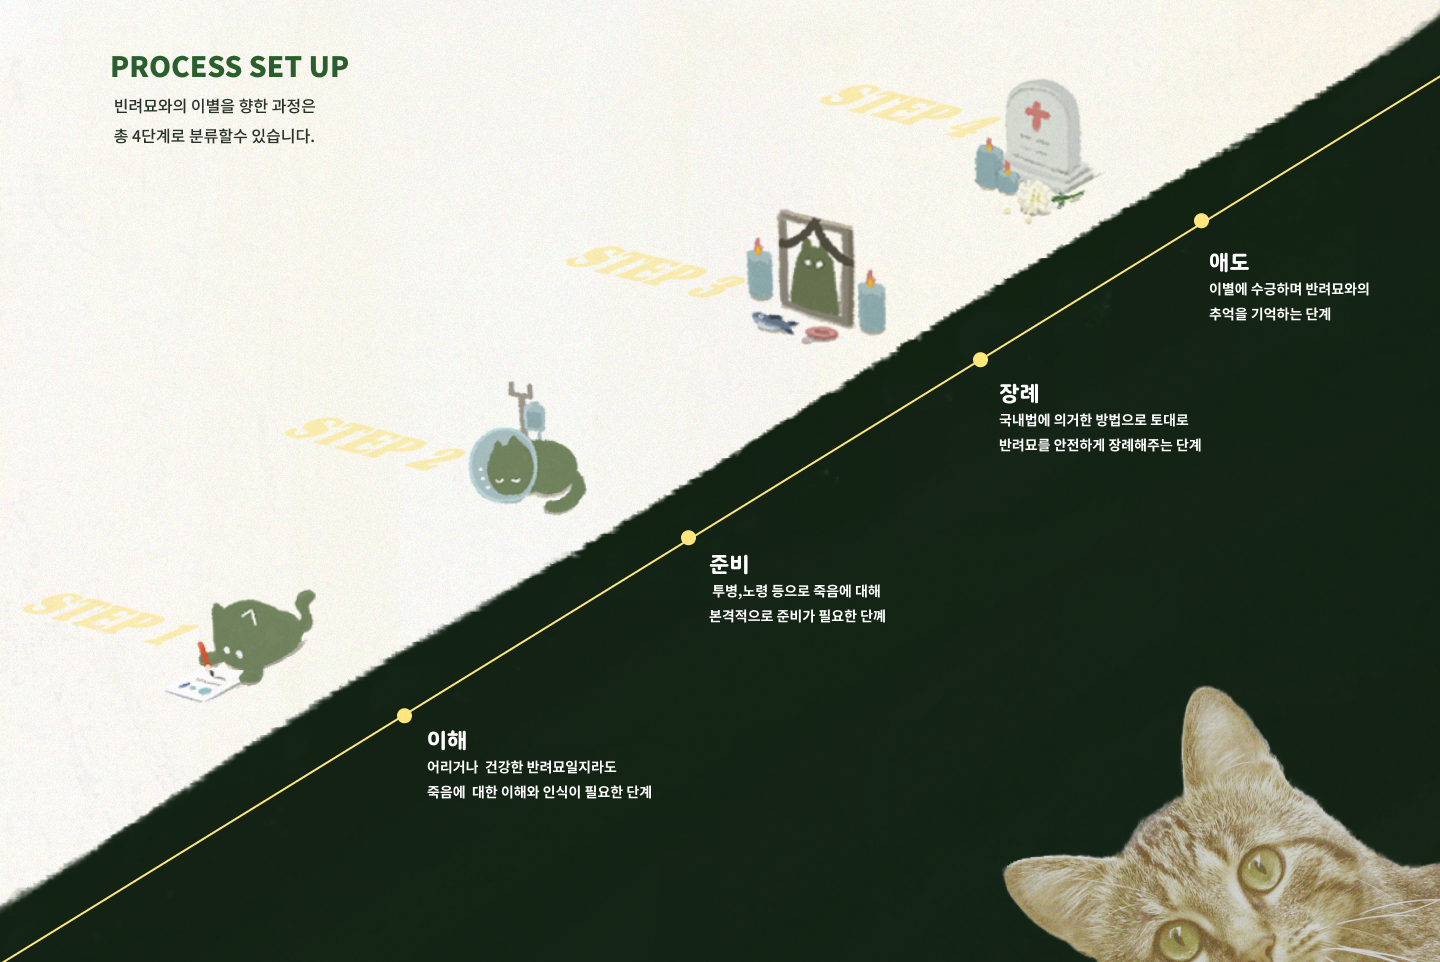 PROCESS SET UP
빈려묘와의 이별을 향한 과정은
총 4단계로 분류할수 있습니다.
STEP 4
애도
이별에 수긍하며 반려묘와의
추억을 기억하는 단계
STEP 3
장례
국내법에 의거한 방법으로 토대로
반려묘를 안전하게 장례해주는 단계
STEP 2
준비
투병,노령 등으로 죽음에 대해
본격적으로 준비가 필요한 단꼐
STEP 1
이해
어리거나 건강한 반려묘일지라도
죽음에 대한 이해와 인식이 필요한 단계